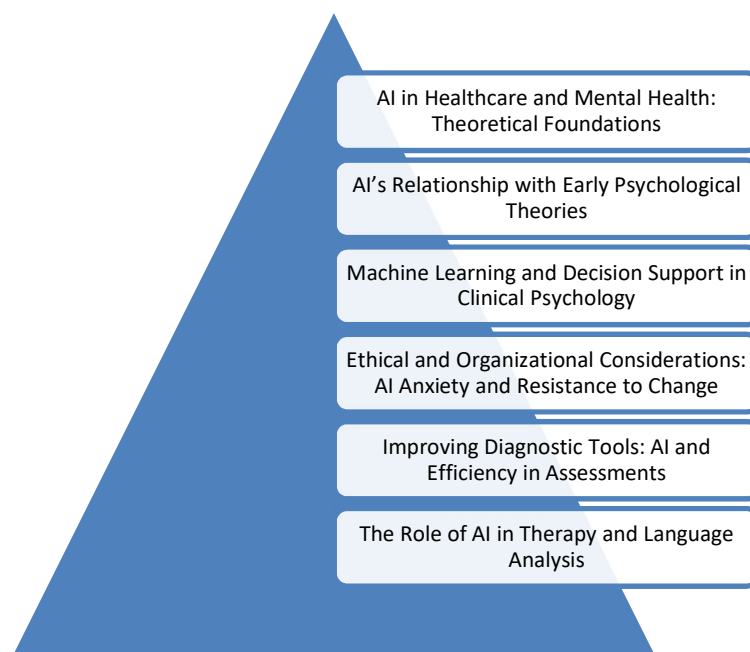 AI in Healthcare and Mental Health:
Theoretical Foundations
AI’s Relationship with Early Psychological
Theories
Machine Learning and Decision Support in
Clinical Psychology
Ethical and Organizational Considerations:
AI Anxiety and Resistance to Change
Improving Diagnostic Tools: AI and
Efficiency in Assessments
The Role of AI in Therapy and Language
Analysis